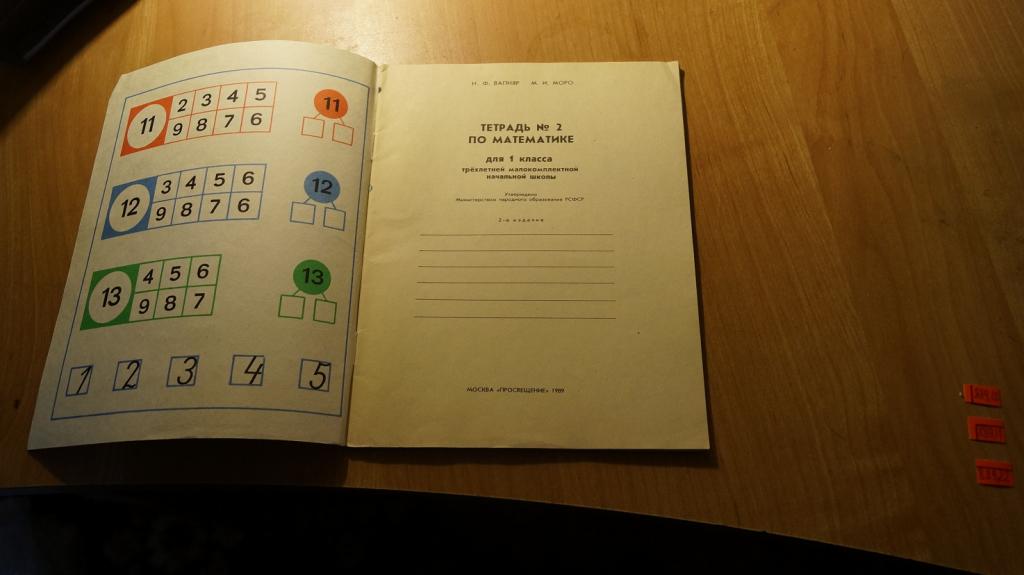 11 2 3 4 5 11
9 8 7 6
12 3 4 5 6 12
9 8 7 6
13 4 5 6 13
9 8 7
1 2 3 4 5
Н. Ф. ВАПНЯР М. И. МОРО
ТЕТРАДЬ № 2
ПО МАТЕМАТИКЕ
для 1 класса
трёхлетней малокомплектной
начальной школы
Утверждено
Министерством народного образования РСФСР
2-е издание
МОСКВА «ПРОСВЕЩЕНИЕ» 1989